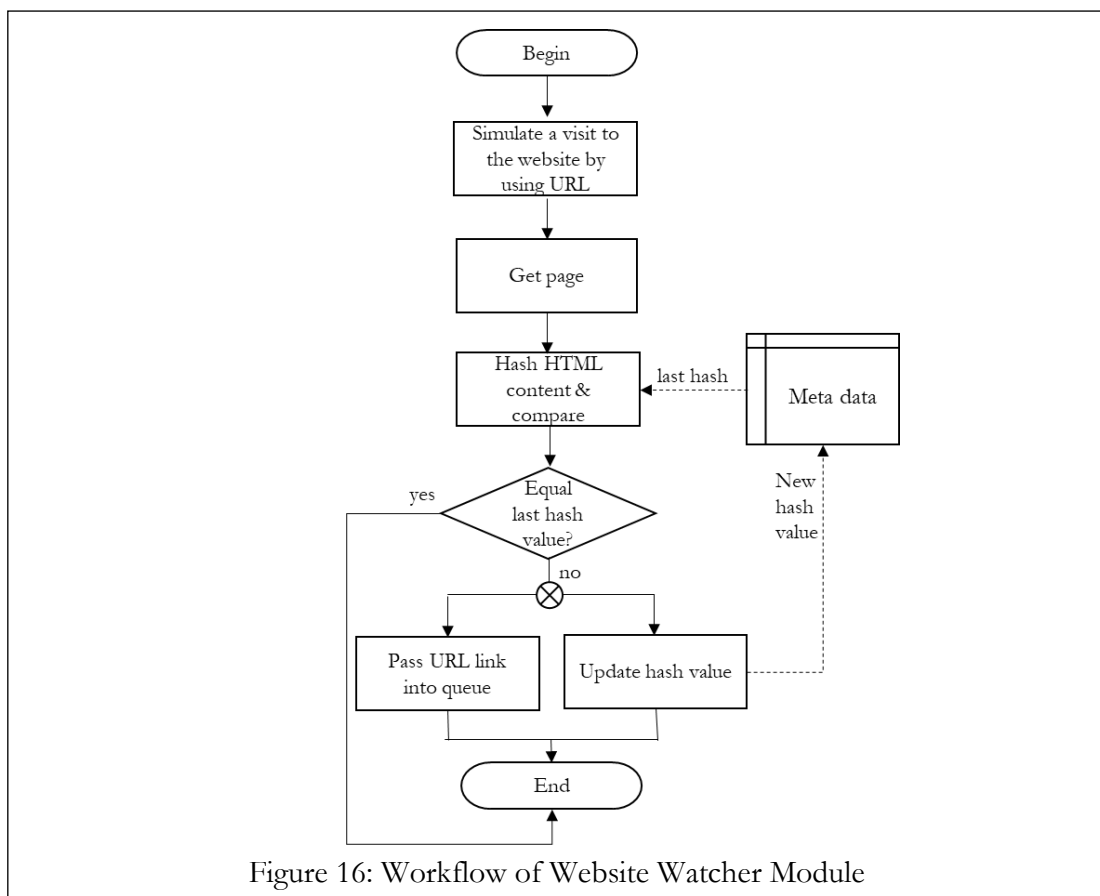 Begin
Simulate a visit to
the website by
using URL
Get page
Hash HTML
content &
compare
last hash
Meta data
yes
Equal
last hash
value?
New
hash
value
no
Pass URL link
into queue
Update hash value
End
Figure 16: Workflow of Website Watcher Module